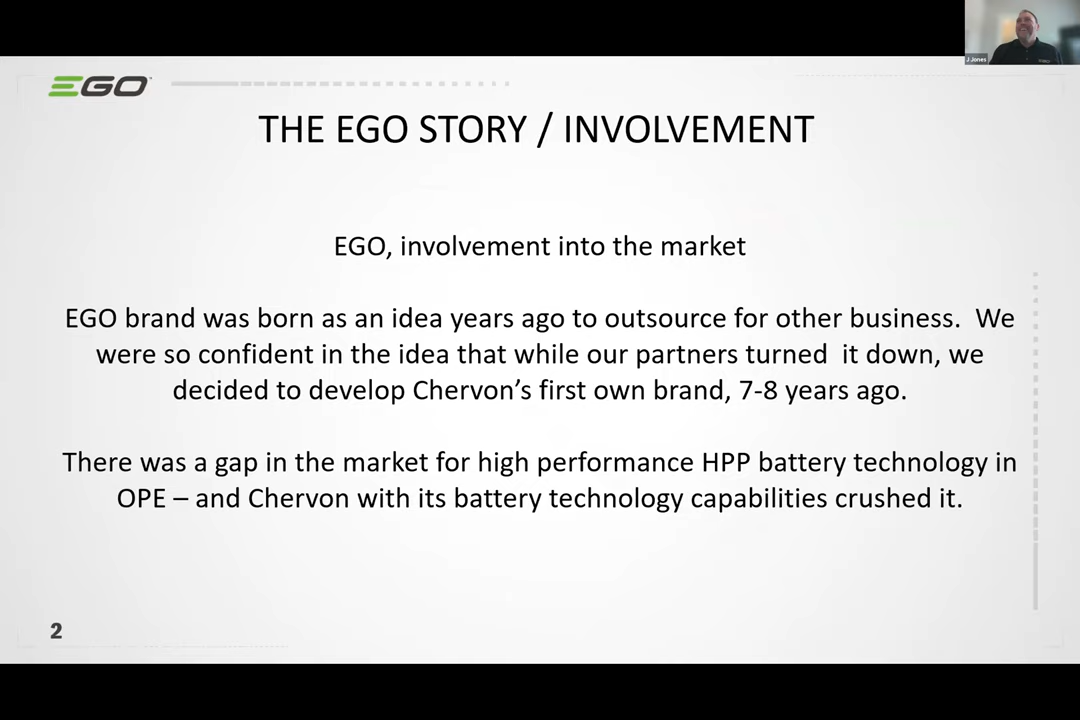 J Jones
EGO™
THE EGO STORY / INVOLVEMENT
EGO, involvement into the market
EGO brand was born as an idea years ago to outsource for other business.  We
were so confident in the idea that while our partners turned  it down, we
decided to develop Chervon’s first own brand, 7-8 years ago.
There was a gap in the market for high performance HPP battery technology in
OPE – and Chervon with its battery technology capabilities crushed it.
2